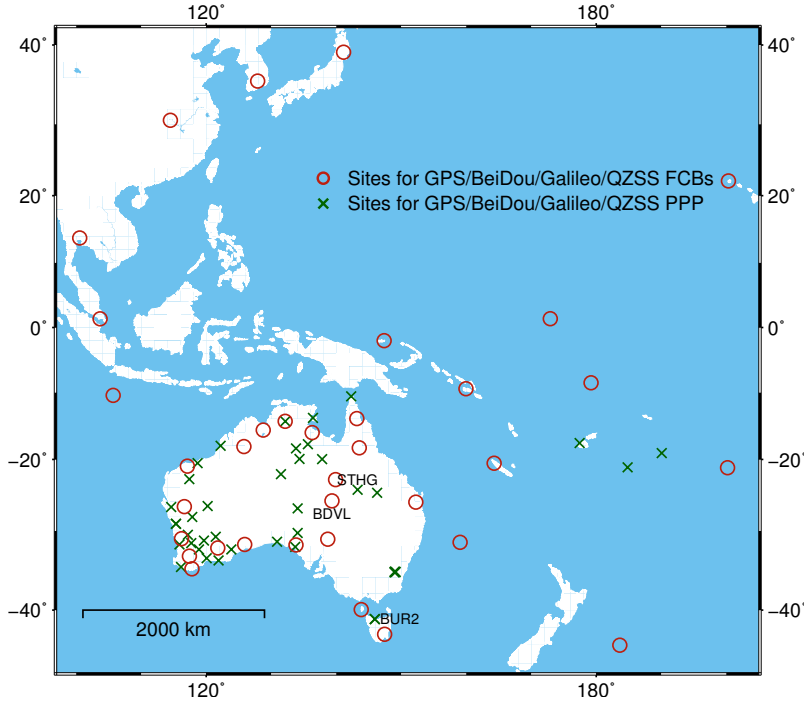 120° 180°
40° 40°
Sites for GPS/BeiDou/Galileo/QZSS FCBs
20° 20°
Sites for GPS/BeiDou/Galileo/QZSS PPP
0° 0°
−20° −20°
STHG
BDVL
−40° −40°
BUR2
2000 km
120° 180°